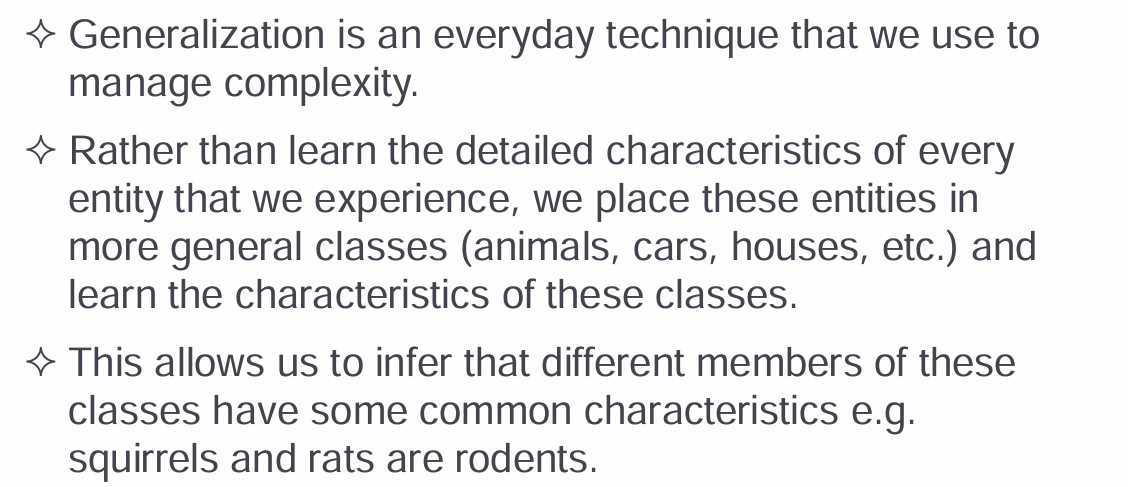 ✧ Generalization is an everyday technique that we use to
manage complexity.
✧ Rather than learn the detailed characteristics of every
entity that we experience, we place these entities in
more general classes (animals, cars, houses, etc.) and
learn the characteristics of these classes.
✧ This allows us to infer that different members of these
classes have some common characteristics e.g.
squirrels and rats are rodents.